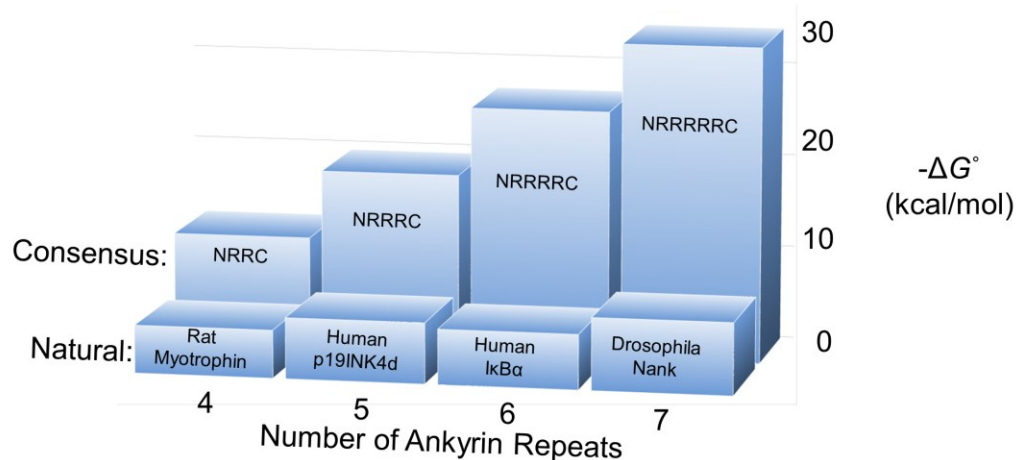 30
NRRRRRC
20
NRRRRC
-ΔG°
(kcal/mol)
NRRRC
10
Consensus:
NRRC
0
Natural:
Rat
Myotrophin
Human
p19INK4d
Human
IκBα
Drosophila
Nank
4
5
6
7
Number of Ankyrin Repeats